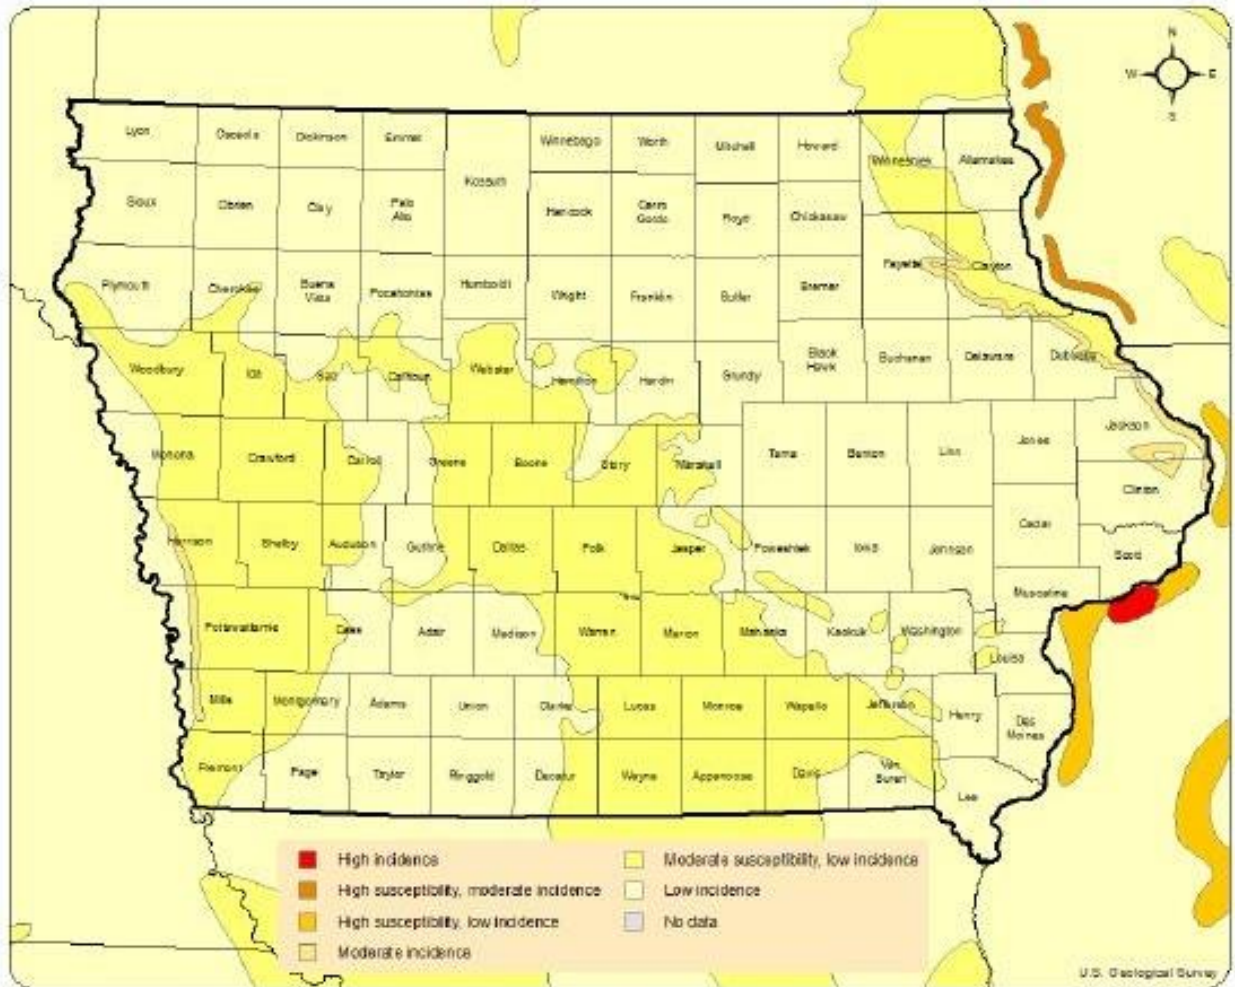 N
W E
S
Lyon
Osceola
Dickinson
Emmet
Kossuth
Winnebago
Worth
Mitchell
Howard
Winneshiek
Allamakee
Sioux
Obrien
Clay
Palo
Alto
Hancock
Cerro
Gordo
Floyd
Chickasaw
Fayette
Clayton
Plymouth
Cherokee
Buena
Vista
Pocahontas
Humboldt
Wright
Franklin
Butler
Bremer
Woodbury
Ida
Sac
Calhoun
Webster
Hamilton
Hardin
Grundy
Black
Hawk
Buchanan
Delaware
Dubuque
Monona
Crawford
Carroll
Greene
Boone
Story
Marshall
Tama
Benton
Linn
Jones
Jackson
Clinton
Harrison
Shelby
Audubon
Guthrie
Dallas
Polk
Jasper
Poweshiek
Iowa
Johnson
Cedar
Scott
Muscatine
Pottawattamie
Cass
Adair
Madison
Warren
Marion
Mahaska
Keokuk
Washington
Louisa
Mills
Montgomery
Adams
Union
Clarke
Lucas
Monroe
Wapello
Jefferson
Henry
Des
Moines
Fremont
Page
Taylor
Ringgold
Decatur
Wayne
Appanoose
Davis
Van
Buren
Lee
High incidence
High susceptibility, moderate incidence
High susceptibility, low incidence
Moderate incidence
Moderate susceptibility, low incidence
Low incidence
No data
U.S. Geological Survey